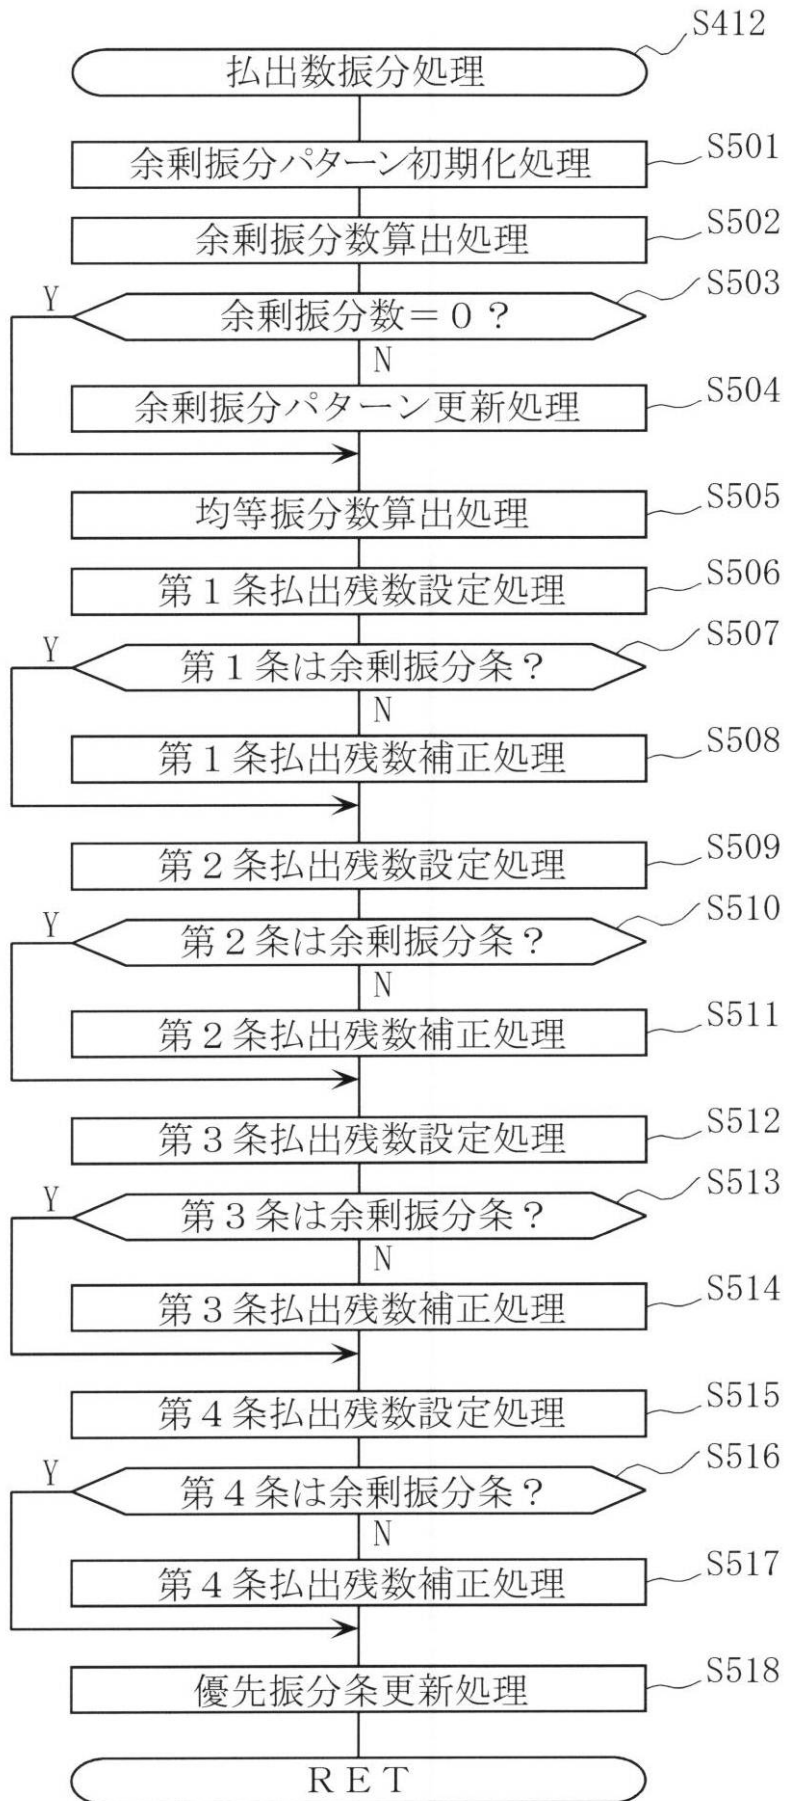 S412
払出数振分処理
余剰振分パターン初期化処理 S501
余剰振分数算出処理 S502
Y 余剰振分数＝０？ S503
N
余剰振分パターン更新処理 S504
均等振分数算出処理 S505
第１条払出残数設定処理 S506
Y 第１条は余剰振分条？ S507
N
第１条払出残数補正処理 S508
第２条払出残数設定処理 S509
Y 第２条は余剰振分条？ S510
N
第２条払出残数補正処理 S511
第３条払出残数設定処理 S512
Y 第３条は余剰振分条？ S513
N
第３条払出残数補正処理 S514
第４条払出残数設定処理 S515
Y 第４条は余剰振分条？ S516
N
第４条払出残数補正処理 S517
優先振分条更新処理 S518
ＲＥＴ